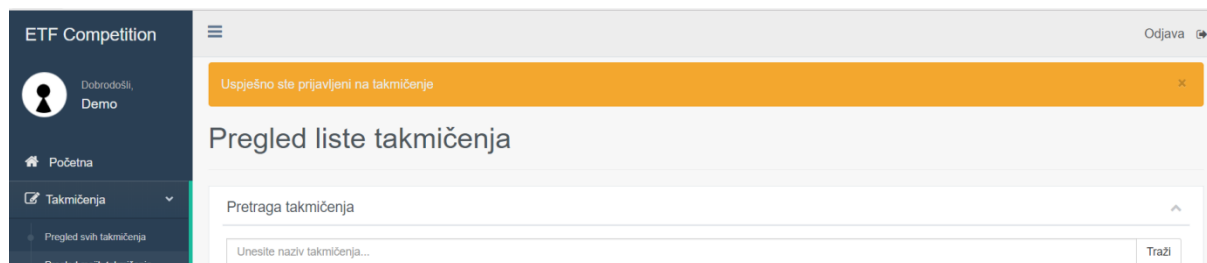 ETF Competition
Odjava
Dobrodošli,
Demo
Uspješno ste prijavljeni na takmičenje
×
Pregled liste takmičenja
Početna
Takmičenja
Pretraga takmičenja
Pregled svih takmičenja
Unesite naziv takmičenja...
Traži